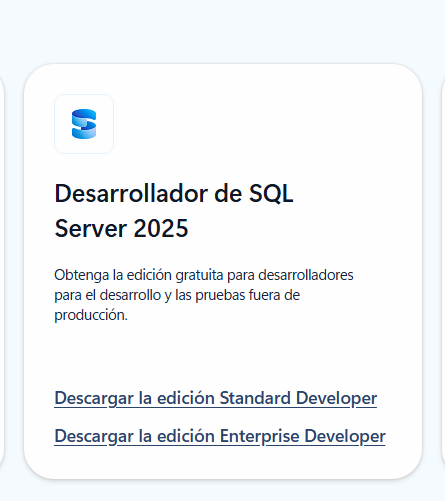 Desarrollador de SQL
Server 2025
Obtenga la edición gratuita para desarrolladores
para el desarrollo y las pruebas fuera de
producción.
Descargar la edición Standard Developer
Descargar la edición Enterprise Developer